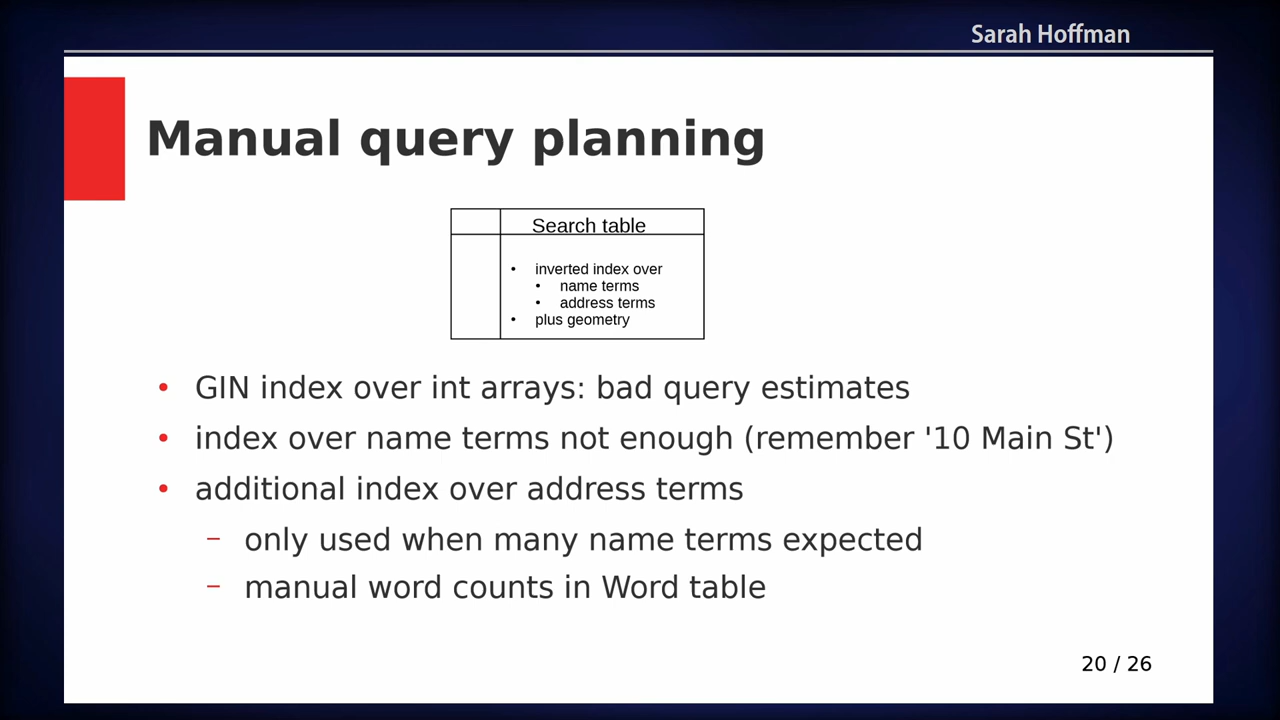 Sarah Hoffman
Manual query planning
Search table
• inverted index over
• name terms
• address terms
• plus geometry
• GIN index over int arrays: bad query estimates
• index over name terms not enough (remember '10 Main St')
• additional index over address terms
– only used when many name terms expected
– manual word counts in Word table
20 / 26